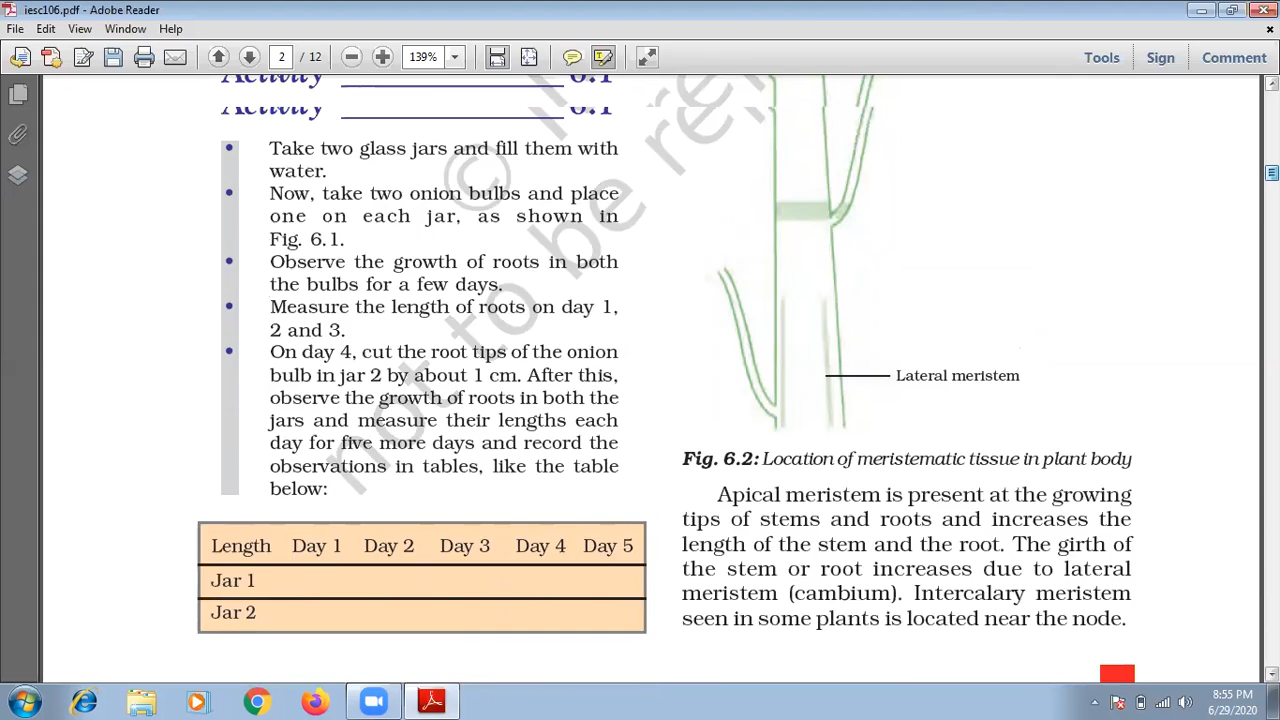 iesc106.pdf - Adobe Reader
File Edit View Window Help
2 / 12 139% Tools Sign Comment
Activity 6.1
Activity 6.1
• Take two glass jars and fill them with
water.
• Now, take two onion bulbs and place
one on each jar, as shown in
Fig. 6.1.
• Observe the growth of roots in both
the bulbs for a few days.
• Measure the length of roots on day 1,
2 and 3.
• On day 4, cut the root tips of the onion
bulb in jar 2 by about 1 cm. After this,
observe the growth of roots in both the
jars and measure their lengths each
day for five more days and record the
observations in tables, like the table
below:
Length Day 1 Day 2 Day 3 Day 4 Day 5
Jar 1
Jar 2
Lateral meristem
Fig. 6.2: Location of meristematic tissue in plant body
Apical meristem is present at the growing
tips of stems and roots and increases the
length of the stem and the root. The girth of
the stem or root increases due to lateral
meristem (cambium). Intercalary meristem
seen in some plants is located near the node.
©
not to be re
8:55 PM
6/29/2020